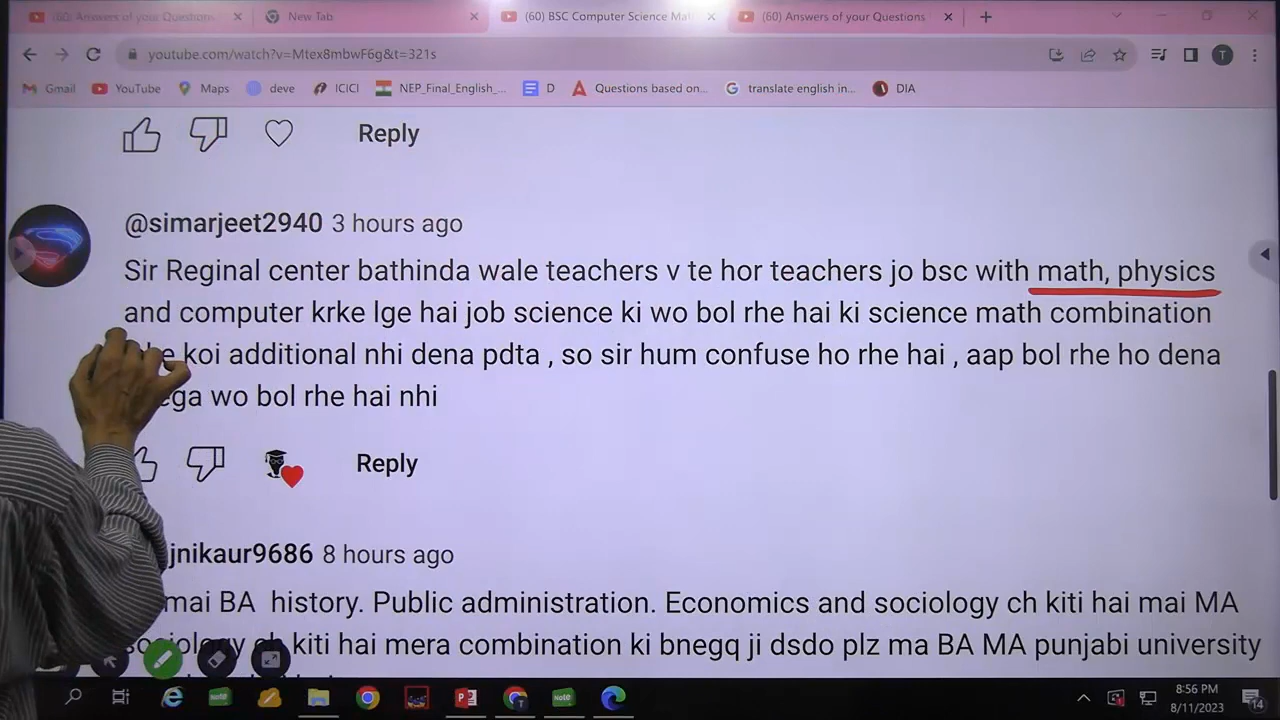 (60) Answers of your Questions
New Tab
(60) BSC Computer Science Mat
(60) Answers of your Questions
youtube.com/watch?v=Mtex8mbwF6g&t=321s
T
Gmail
YouTube
Maps
deve
ICICI
NEP_Final_English_...
D
Questions based on...
translate english in...
DIA
Reply
@simarjeet2940 3 hours ago
Sir Reginal center bathinda wale teachers v te hor teachers jo bsc with math, physics
and computer krke lge hai job science ki wo bol rhe hai ki science math combination
koi additional nhi dena pdta , so sir hum confuse ho rhe hai , aap bol rhe ho dena
wo bol rhe hai nhi
Reply
jnikaur9686 8 hours ago
mai BA history. Public administration. Economics and sociology ch kiti hai mai MA
sociology ch kiti hai mera combination ki bnegq ji dsdo plz ma BA MA punjabi university
8:56 PM
8/11/2023
14